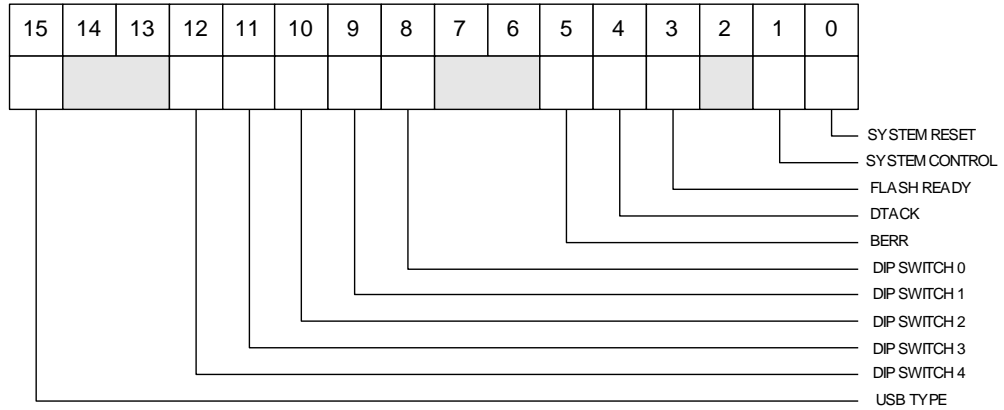 15 14 13 12 11 10 9 8 7 6 5 4 3 2 1 0
SYSTEM RESET
SYSTEM CONTROL
FLASH READY
DTACK
BERR
DIP SWITCH 0
DIP SWITCH 1
DIP SWITCH 2
DIP SWITCH 3
DIP SWITCH 4
USB TYPE